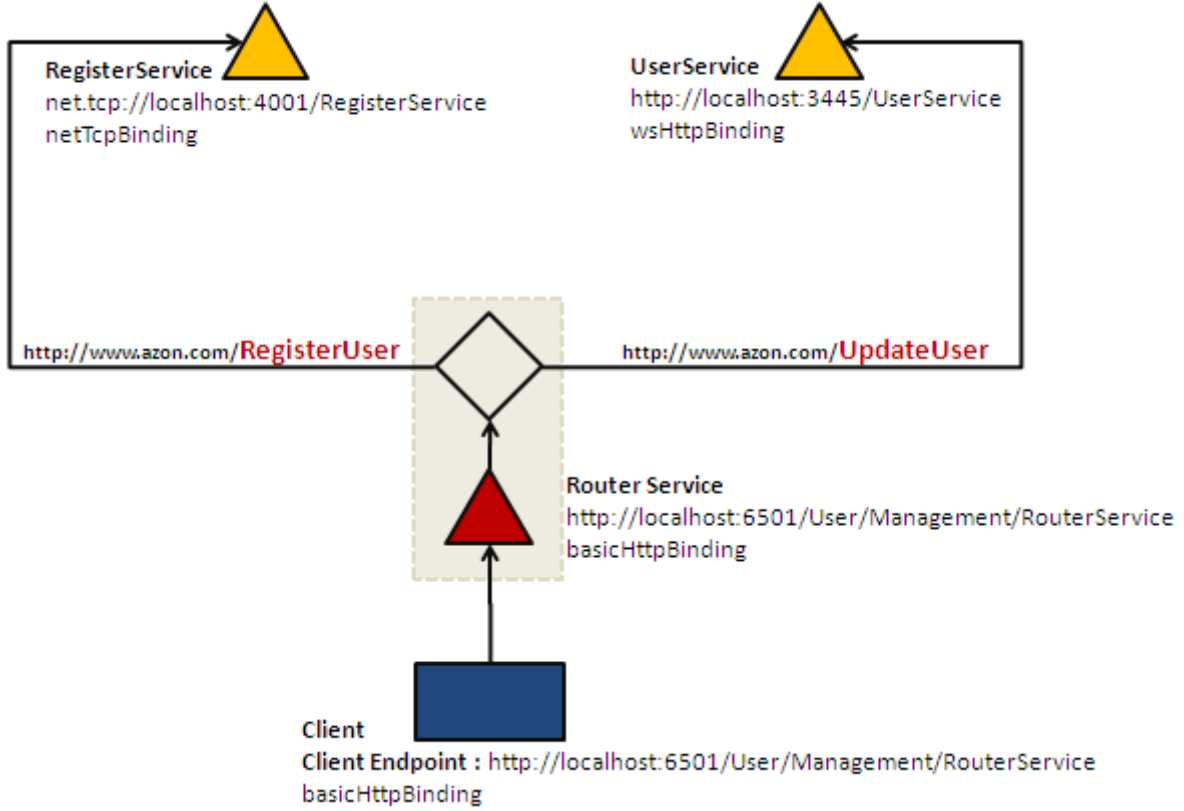 RegisterService
net.tcp://localhost:4001/RegisterService
netTcpBinding
UserService
http://localhost:3445/UserService
wsHttpBinding
http://www.azon.com/RegisterUser
http://www.azon.com/UpdateUser
Router Service
http://localhost:6501/User/Management/RouterService
basicHttpBinding
Client
Client Endpoint : http://localhost:6501/User/Management/RouterService
basicHttpBinding